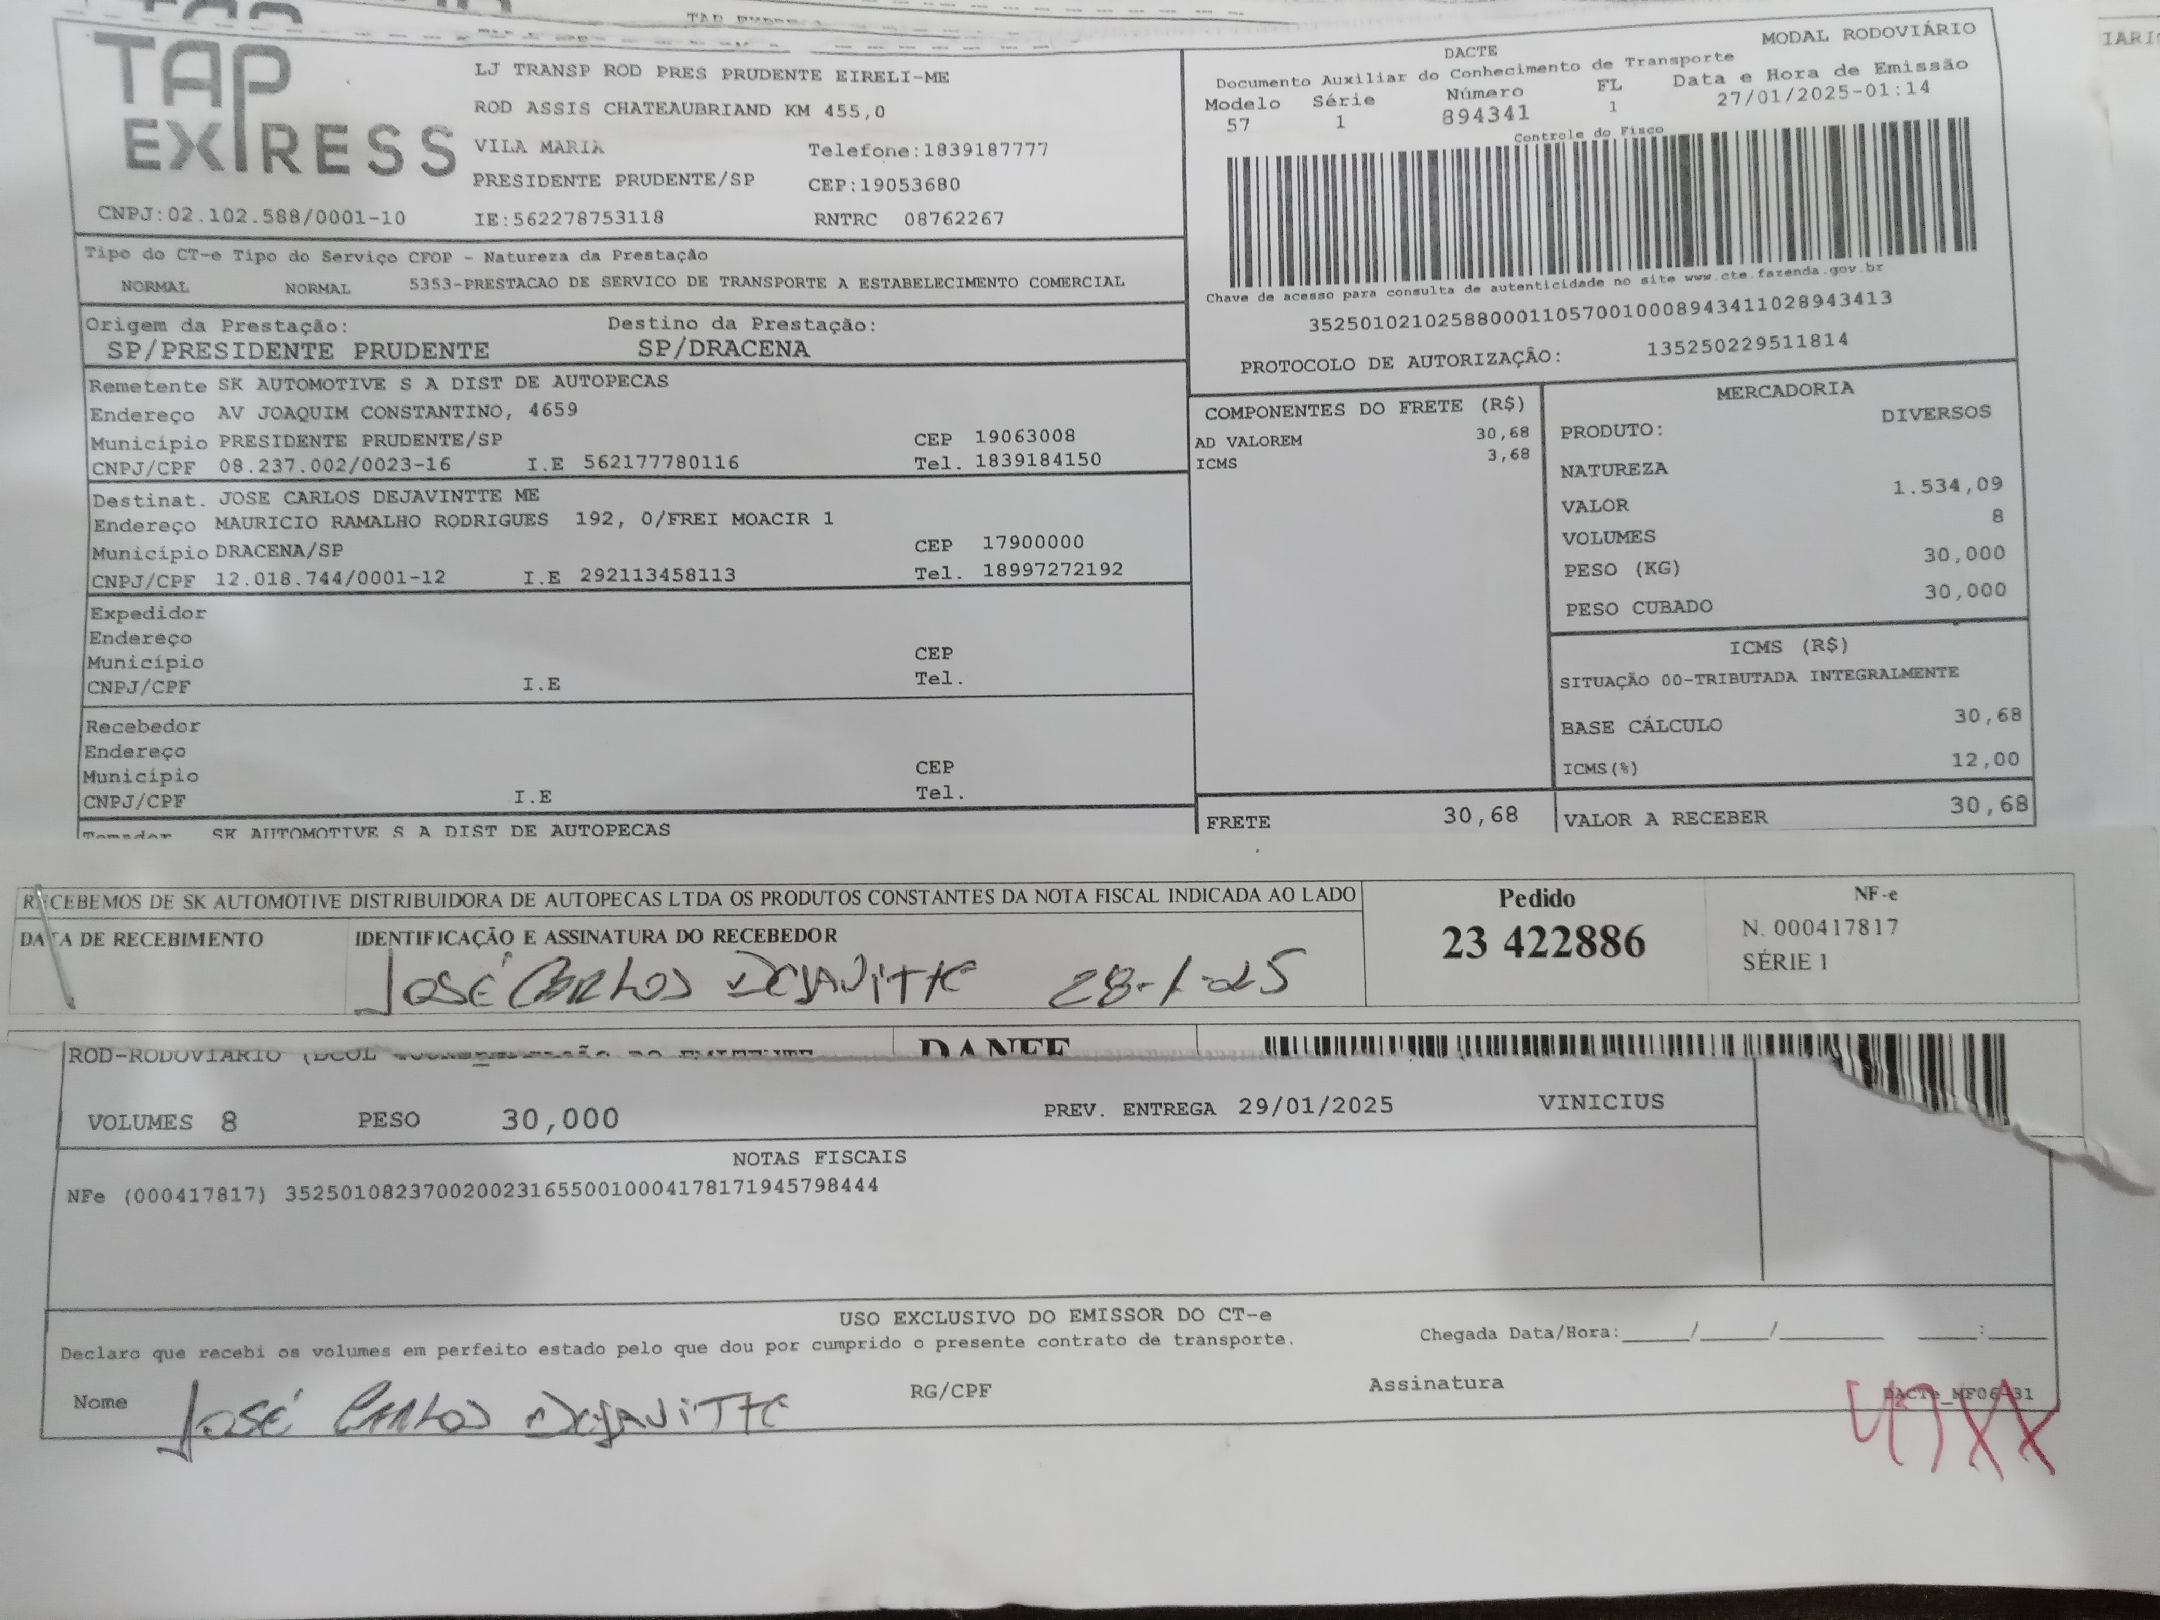 TAP
EXPRESS
LJ TRANSP ROD PRES PRUDENTE EIRELI-ME
ROD ASSIS CHATEAUBRIAND KM 455,0
VILA MARIA Telefone:1839187777
PRESIDENTE PRUDENTE/SP CEP:19053680
CNPJ:02.102.588/0001-10 IE:562278753118 RNTRC 08762267
DACTE MODAL RODOVIÁRIO
Documento Auxiliar do Conhecimento de Transporte
Modelo Série Número FL Data e Hora de Emissão
57 1 894341 1 27/01/2025-01:14
Controle do Fisco
Chave de acesso para consulta de autenticidade no site www.cte.fazenda.gov.br
35250102102588000110570010008943411028943413
PROTOCOLO DE AUTORIZAÇÃO: 135250229511814
Tipo do CT-e Tipo do Serviço CFOP - Natureza da Prestação
NORMAL NORMAL 5353-PRESTACAO DE SERVICO DE TRANSPORTE A ESTABELECIMENTO COMERCIAL
Origem da Prestação: Destino da Prestação:
SP/PRESIDENTE PRUDENTE SP/DRACENA
Remetente SK AUTOMOTIVE S A DIST DE AUTOPECAS
Endereço AV JOAQUIM CONSTANTINO, 4659
Município PRESIDENTE PRUDENTE/SP CEP 19063008
CNPJ/CPF 08.237.002/0023-16 I.E 562177780116 Tel. 1839184150
Destinat. JOSE CARLOS DEJAVINTTE ME
Endereço MAURICIO RAMALHO RODRIGUES 192, 0/FREI MOACIR 1
Município DRACENA/SP CEP 17900000
CNPJ/CPF 12.018.744/0001-12 I.E 292113458113 Tel. 18997272192
Expedidor
Endereço
Município CEP
CNPJ/CPF I.E Tel.
Recebedor
Endereço
Município CEP
CNPJ/CPF I.E Tel.
Tomador SK AUTOMOTIVE S A DIST DE AUTOPECAS
COMPONENTES DO FRETE (R$)
AD VALOREM 30,68
ICMS 3,68
FRETE 30,68
MERCADORIA
PRODUTO: DIVERSOS
NATUREZA
VALOR 1.534,09
VOLUMES 8
PESO (KG) 30,000
PESO CUBADO 30,000
ICMS (R$)
SITUAÇÃO 00-TRIBUTADA INTEGRALMENTE
BASE CÁLCULO 30,68
ICMS(%) 12,00
VALOR A RECEBER 30,68
RECEBEMOS DE SK AUTOMOTIVE DISTRIBUIDORA DE AUTOPECAS LTDA OS PRODUTOS CONSTANTES DA NOTA FISCAL INDICADA AO LADO
DATA DE RECEBIMENTO IDENTIFICAÇÃO E ASSINATURA DO RECEBEDOR
JOSÉ CARLOS DEJAVITTE 28-1-25
Pedido
23 422886
NF-e
N. 000417817
SÉRIE 1
ROD-RODOVIARIO DANFE
VOLUMES 8 PESO 30,000 PREV. ENTREGA 29/01/2025 VINICIUS
NOTAS FISCAIS
NFe (000417817) 35250108237002002316550010004178171945798444
USO EXCLUSIVO DO EMISSOR DO CT-e
Declaro que recebi os volumes em perfeito estado pelo que dou por cumprido o presente contrato de transporte. Chegada Data/Hora:_____/_____/________ _____:_____
Nome JOSÉ CARLOS DEJAVITTE RG/CPF Assinatura
DACTe_MF06-31